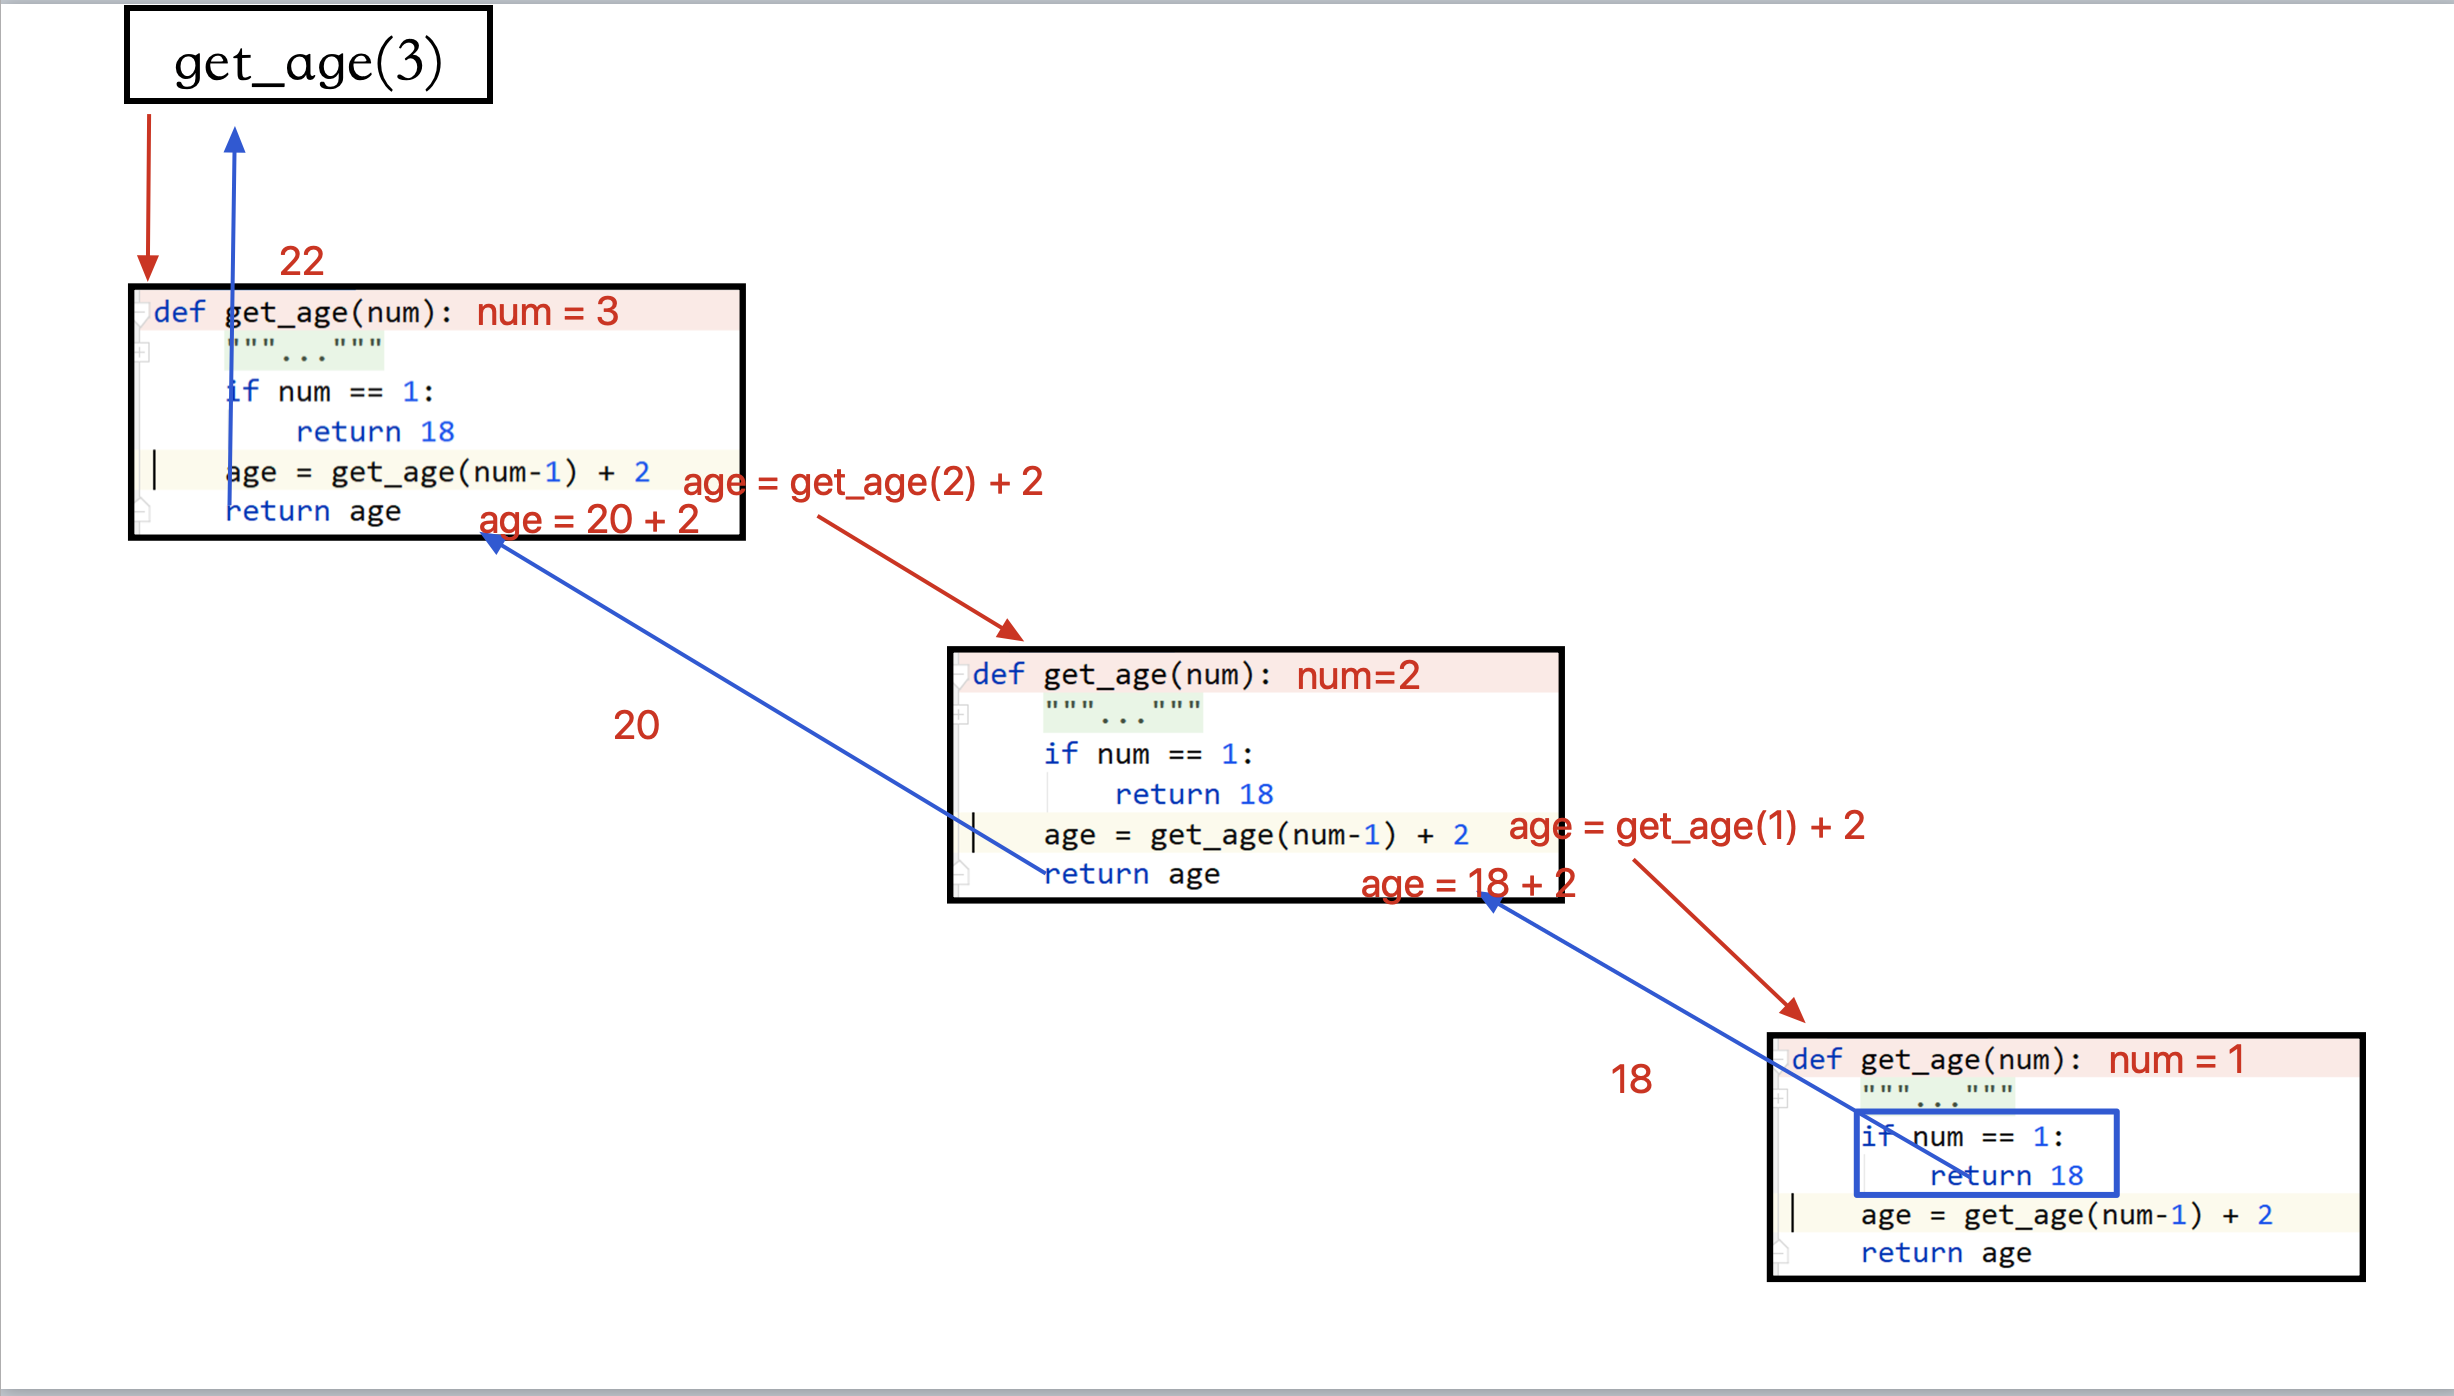 get_age(3)
22
def get_age(num): num = 3
"""..."""
if num == 1:
return 18
age = get_age(num-1) + 2 age = get_age(2) + 2
return age age = 20 + 2
20
def get_age(num): num=2
"""..."""
if num == 1:
return 18
age = get_age(num-1) + 2 age = get_age(1) + 2
return age age = 18 + 2
18
def get_age(num): num = 1
"""..."""
if num == 1:
return 18
age = get_age(num-1) + 2
return age